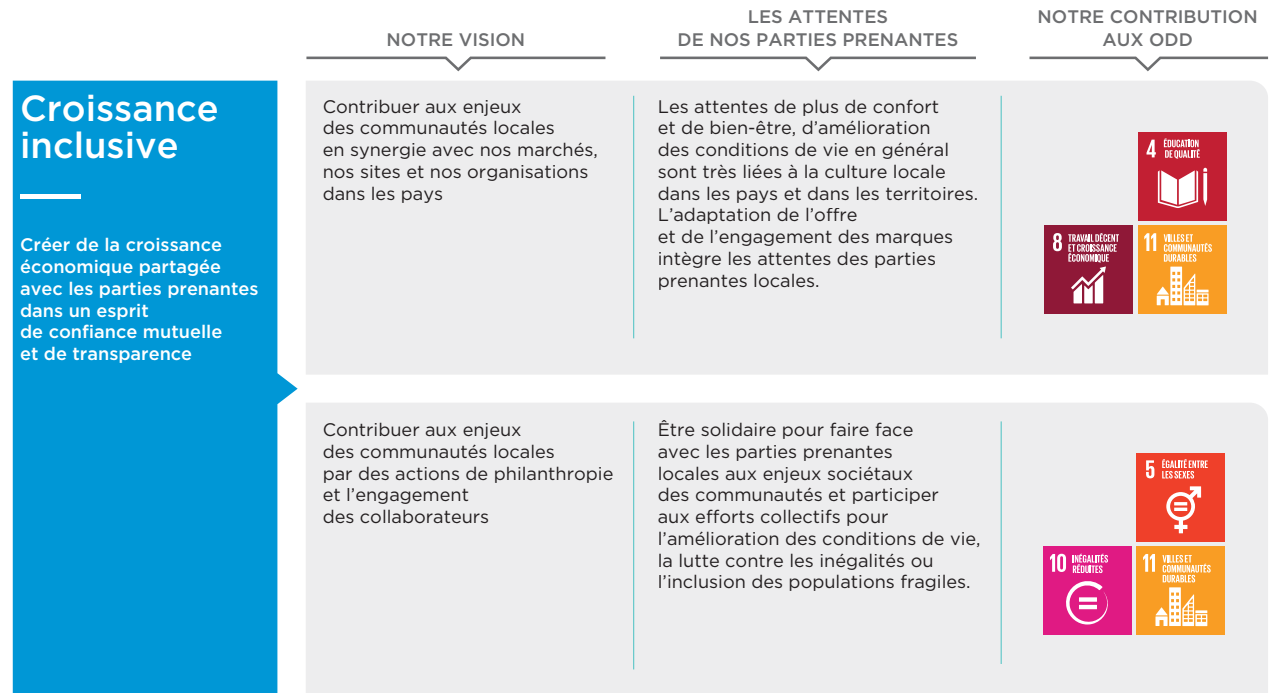 NOTRE VISION
LES ATTENTES
DE NOS PARTIES PRENANTES
NOTRE CONTRIBUTION
AUX ODD
Croissance
inclusive
Créer de la croissance
économique partagée
avec les parties prenantes
dans un esprit
de confiance mutuelle
et de transparence
Contribuer aux enjeux
des communautés locales
en synergie avec nos marchés,
nos sites et nos organisations
dans les pays
Les attentes de plus de confort
et de bien-être, d’amélioration
des conditions de vie en général
sont très liées à la culture locale
dans les pays et dans les territoires.
L’adaptation de l’offre
et de l’engagement des marques
intègre les attentes des parties
prenantes locales.
4 ÉDUCATION
DE QUALITÉ
8 TRAVAIL DÉCENT
ET CROISSANCE
ÉCONOMIQUE
11 VILLES ET
COMMUNAUTÉS
DURABLES
Contribuer aux enjeux
des communautés locales
par des actions de philanthropie
et l’engagement
des collaborateurs
Être solidaire pour faire face
avec les parties prenantes
locales aux enjeux sociétaux
des communautés et participer
aux efforts collectifs pour
l’amélioration des conditions de vie,
la lutte contre les inégalités ou
l’inclusion des populations fragiles.
5 ÉGALITÉ ENTRE
LES SEXES
10 INÉGALITÉS
RÉDUITES
11 VILLES ET
COMMUNAUTÉS
DURABLES